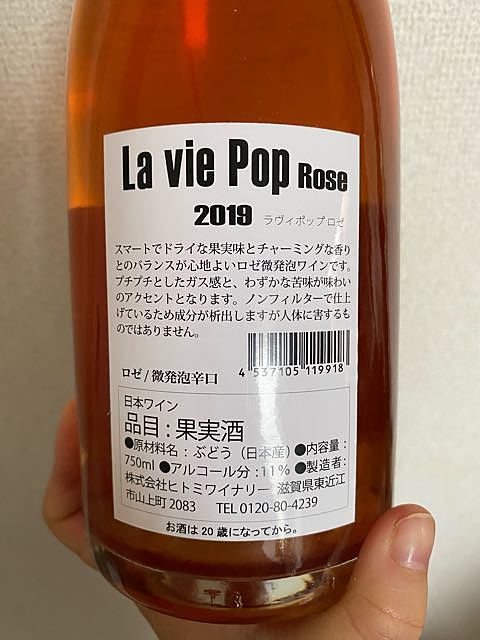 La vie Pop Rose
2019 ラヴィポップ ロゼ
スマートでドライな果実味とチャーミングな香り
とのバランスが心地よいロゼ微発泡ワインです。
プチプチとしたガス感と、わずかな苦味が味わい
のアクセントとなります。ノンフィルターで仕上
げているため成分が析出しますが人体に害するも
のではありません。
4 537105 119918
ロゼ / 微発泡辛口
日本ワイン
品目 : 果実酒
●原材料名 : ぶどう（日本産）●内容量 :
750ml ●アルコール分 : 11% ●製造者 :
株式会社ヒトミワイナリー 滋賀県東近江
市山上町 2083 TEL 0120-80-4239
お酒は 20 歳になってから。